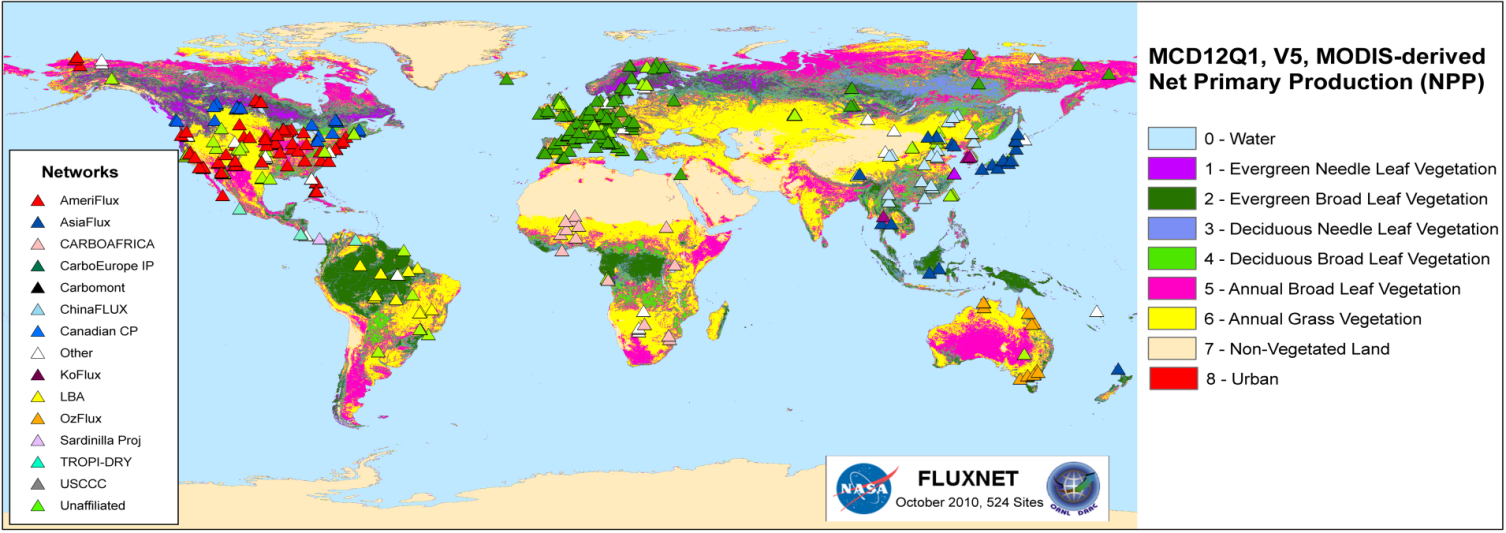 MCD12Q1, V5, MODIS-derived
Net Primary Production (NPP)
0 - Water
1 - Evergreen Needle Leaf Vegetation
2 - Evergreen Broad Leaf Vegetation
3 - Deciduous Needle Leaf Vegetation
4 - Deciduous Broad Leaf Vegetation
5 - Annual Broad Leaf Vegetation
6 - Annual Grass Vegetation
7 - Non-Vegetated Land
8 - Urban
Networks
AmeriFlux
AsiaFlux
CARBOAFRICA
CarboEurope IP
Carbomont
ChinaFLUX
Canadian CP
Other
KoFlux
LBA
OzFlux
Sardinilla Proj
TROPI-DRY
USCCC
Unaffiliated
NASA
FLUXNET
October 2010, 524 Sites
ORNL DAAC